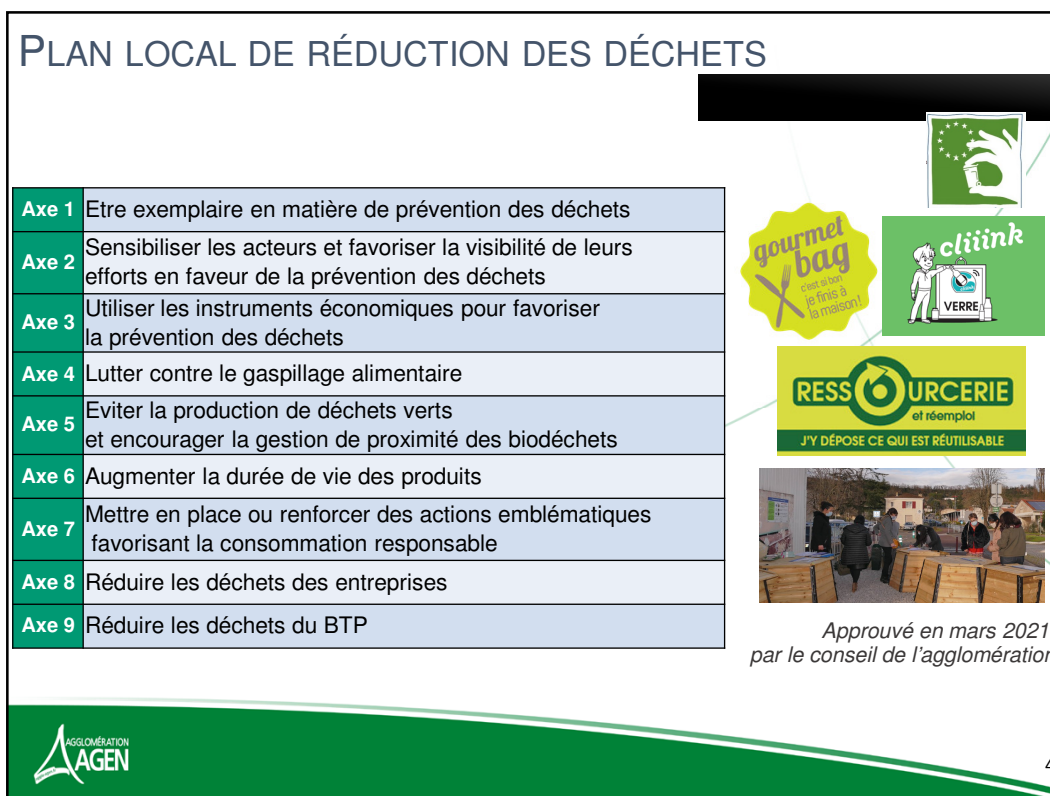 PLAN LOCAL DE RÉDUCTION DES DÉCHETS
Axe 1 Etre exemplaire en matière de prévention des déchets
Axe 2 Sensibiliser les acteurs et favoriser la visibilité de leurs
efforts en faveur de la prévention des déchets
Axe 3 Utiliser les instruments économiques pour favoriser
la prévention des déchets
Axe 4 Lutter contre le gaspillage alimentaire
Axe 5 Eviter la production de déchets verts
et encourager la gestion de proximité des biodéchets
Axe 6 Augmenter la durée de vie des produits
Axe 7 Mettre en place ou renforcer des actions emblématiques
favorisant la consommation responsable
Axe 8 Réduire les déchets des entreprises
Axe 9 Réduire les déchets du BTP
gourmet
bag
c'est si bon
je finis à
la maison !
cliiink
VERRE
RESSOURCERIE
et réemploi
J'Y DÉPOSE CE QUI EST RÉUTILISABLE
Approuvé en mars 2021
par le conseil de l'agglomération
AGGLOMÉRATION
AGEN
4